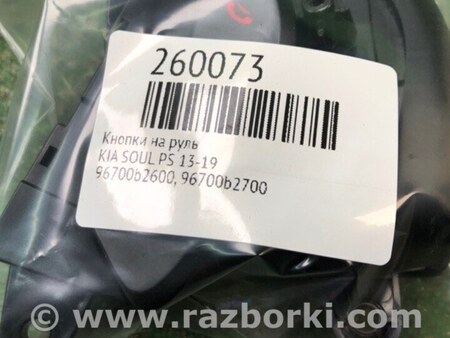 260073
Кнопки на руль
KIA SOUL PS 13-19
96700b2600, 96700b2700
© www.razborki.com